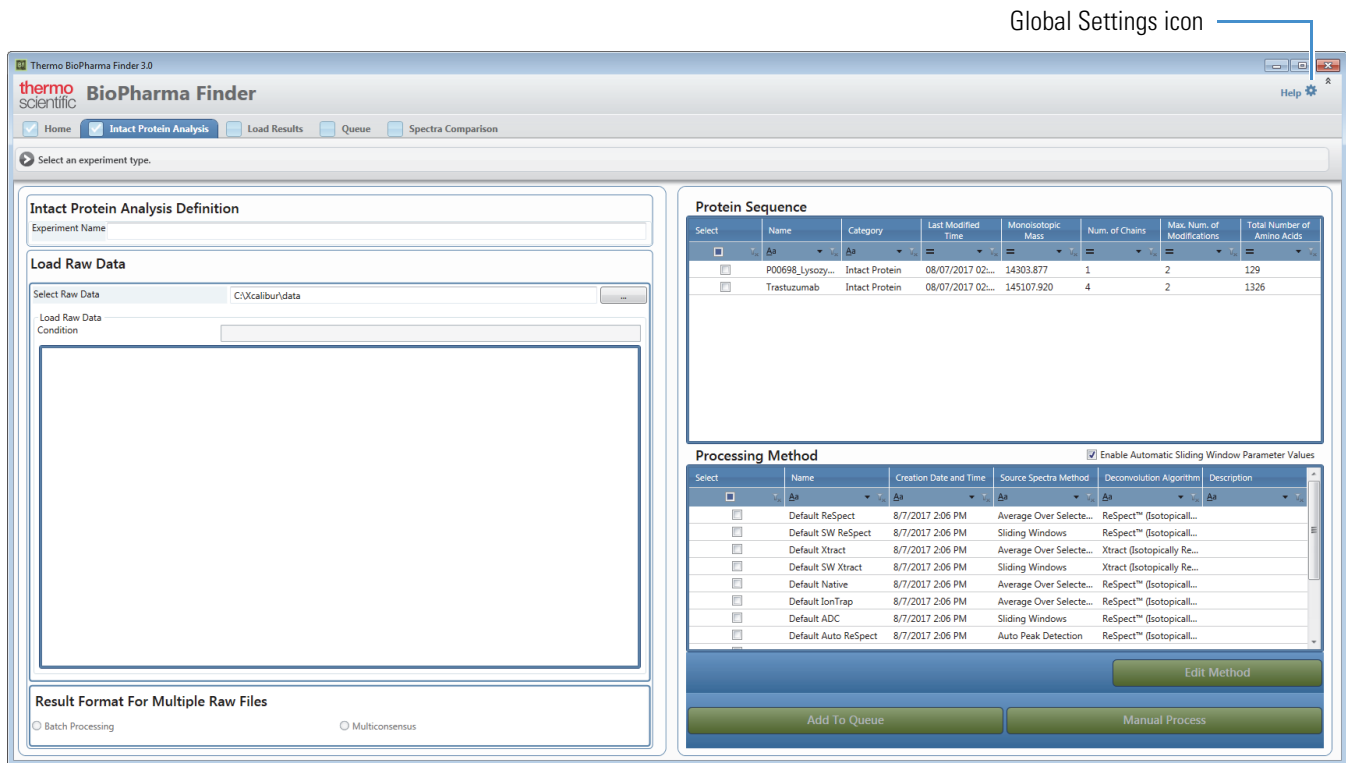 Global Settings icon
Thermo BioPharma Finder 3.0
thermo scientific BioPharma Finder
Help
Home Intact Protein Analysis Load Results Queue Spectra Comparison
Select an experiment type.
Intact Protein Analysis Definition
Experiment Name
Load Raw Data
Select Raw Data C:\Xcalibur\data ...
Load Raw Data
Condition
Result Format For Multiple Raw Files
Batch Processing Multiconsensus
Protein Sequence
Select Name Category Last Modified Time Monoisotopic Mass Num. of Chains Max. Num. of Modifications Total Number of Amino Acids
Aa Aa = = = = =
P00698_Lysozy... Intact Protein 08/07/2017 02:... 14303.877 1 2 129
Trastuzumab Intact Protein 08/07/2017 02:... 145107.920 4 2 1326
Processing Method Enable Automatic Sliding Window Parameter Values
Select Name Creation Date and Time Source Spectra Method Deconvolution Algorithm Description
Aa Aa Aa Aa Aa
Default ReSpect 8/7/2017 2:06 PM Average Over Selecte... ReSpect™ (Isotopicall...
Default SW ReSpect 8/7/2017 2:06 PM Sliding Windows ReSpect™ (Isotopicall...
Default Xtract 8/7/2017 2:06 PM Average Over Selecte... Xtract (Isotopically Re...
Default SW Xtract 8/7/2017 2:06 PM Sliding Windows Xtract (Isotopically Re...
Default Native 8/7/2017 2:06 PM Average Over Selecte... ReSpect™ (Isotopicall...
Default IonTrap 8/7/2017 2:06 PM Average Over Selecte... ReSpect™ (Isotopicall...
Default ADC 8/7/2017 2:06 PM Sliding Windows ReSpect™ (Isotopicall...
Default Auto ReSpect 8/7/2017 2:06 PM Auto Peak Detection ReSpect™ (Isotopicall...
Edit Method
Add To Queue Manual Process